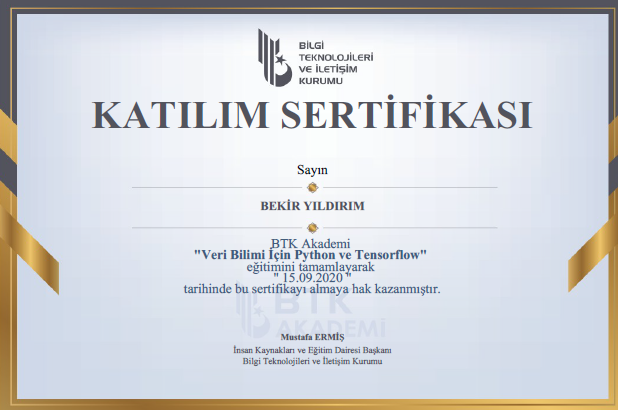 BİLGİ
TEKNOLOJİLERİ
VE İLETİŞİM
KURUMU
KATILIM SERTİFİKASI
Sayın
BEKİR YILDIRIM
BTK Akademi
"Veri Bilimi İçin Python ve Tensorflow"
eğitimini tamamlayarak
" 15.09.2020 "
tarihinde bu sertifikayı almaya hak kazanmıştır.
BTK
AKADEMİ
Mustafa ERMİŞ
İnsan Kaynakları ve Eğitim Dairesi Başkanı
Bilgi Teknolojileri ve İletişim Kurumu